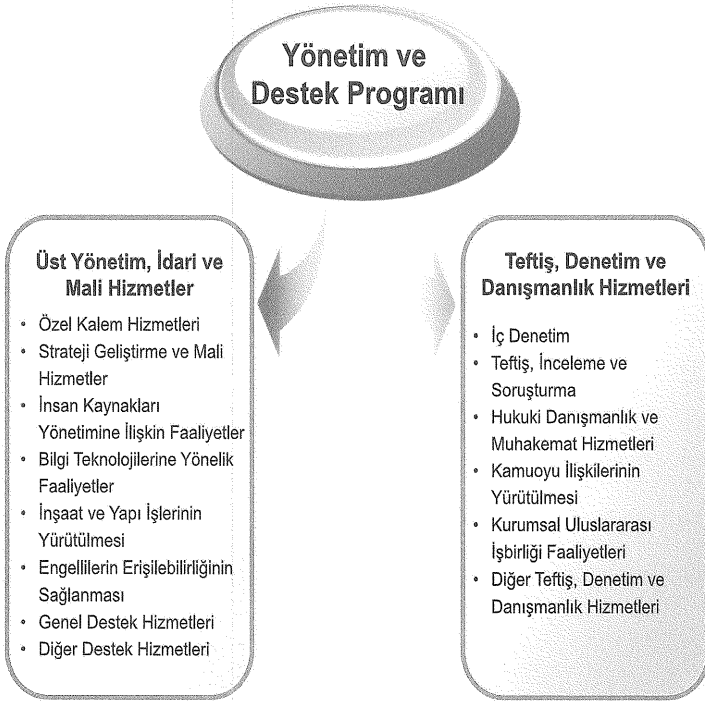 Yönetim ve
Destek Programı
Üst Yönetim, İdari ve
Mali Hizmetler
• Özel Kalem Hizmetleri
• Strateji Geliştirme ve Mali
Hizmetler
• İnsan Kaynakları
Yönetimine İlişkin Faaliyetler
• Bilgi Teknolojilerine Yönelik
Faaliyetler
• İnşaat ve Yapı İşlerinin
Yürütülmesi
• Engellilerin Erişilebilirliğinin
Sağlanması
• Genel Destek Hizmetleri
• Diğer Destek Hizmetleri
Teftiş, Denetim ve
Danışmanlık Hizmetleri
• İç Denetim
• Teftiş, İnceleme ve
Soruşturma
• Hukuki Danışmanlık ve
Muhakemat Hizmetleri
• Kamuoyu İlişkilerinin
Yürütülmesi
• Kurumsal Uluslararası
İşbirliği Faaliyetleri
• Diğer Teftiş, Denetim ve
Danışmanlık Hizmetleri